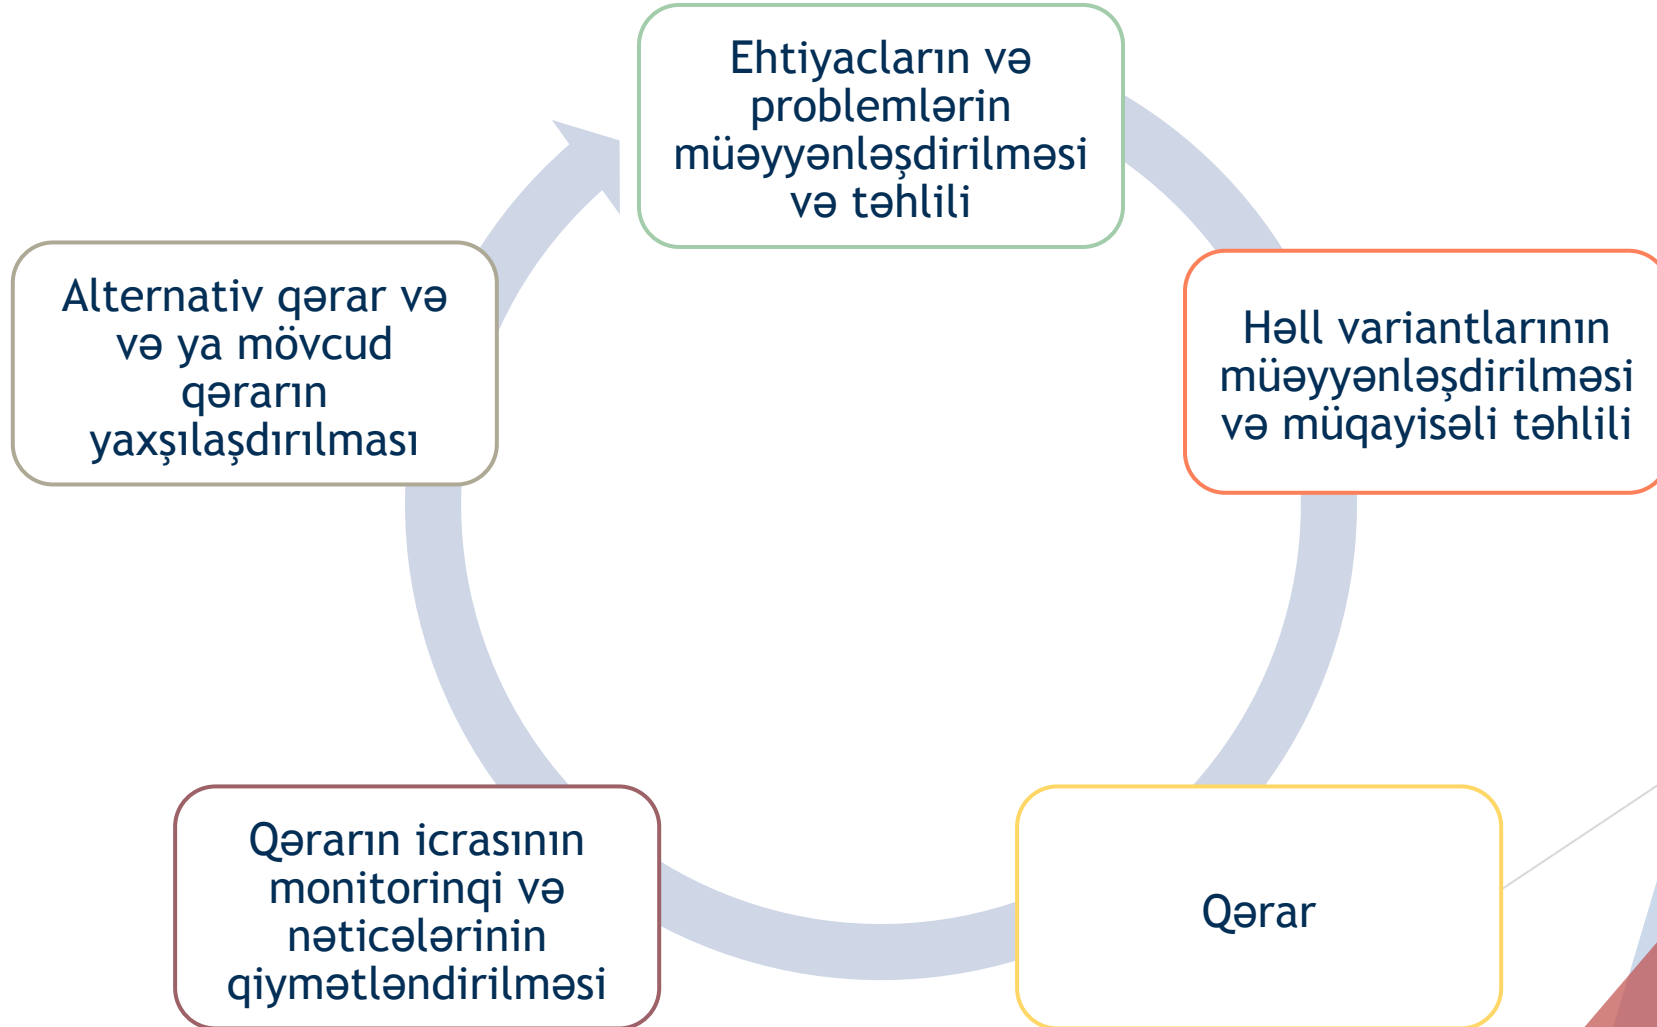 Ehtiyacların və
problemlərin
müəyyənləşdirilməsi
və təhlili
Həll variantlarının
müəyyənləşdirilməsi
və müqayisəli təhlili
Qərar
Qərarın icrasının
monitorinqi və
nəticələrinin
qiymətləndirilməsi
Alternativ qərar və
və ya mövcud
qərarın
yaxşılaşdırılması